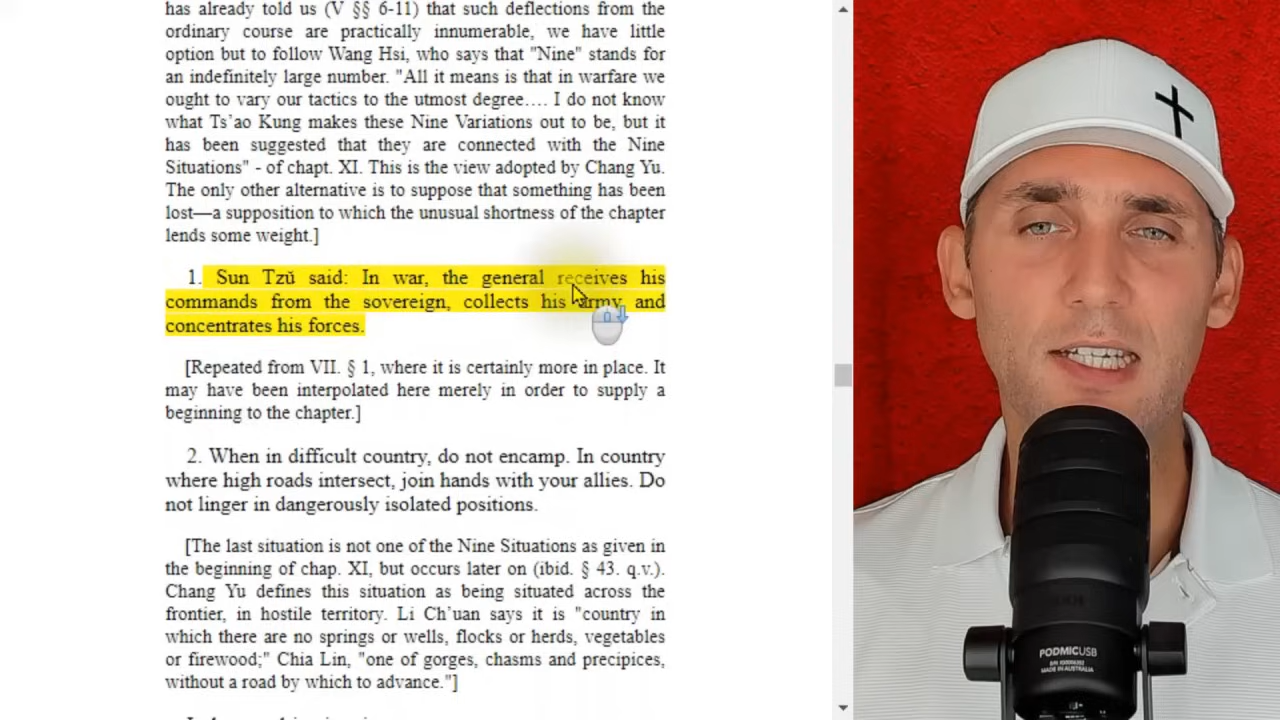 has already told us (V §§ 6-11) that such deflections from the
ordinary course are practically innumerable, we have little
option but to follow Wang Hsi, who says that "Nine" stands for
an indefinitely large number. "All it means is that in warfare we
ought to vary our tactics to the utmost degree…. I do not know
what Ts’ao Kung makes these Nine Variations out to be, but it
has been suggested that they are connected with the Nine
Situations" - of chapt. XI. This is the view adopted by Chang Yu.
The only other alternative is to suppose that something has been
lost—a supposition to which the unusual shortness of the chapter
lends some weight.]
1. Sun Tzŭ said: In war, the general receives his
commands from the sovereign, collects his army and
concentrates his forces.
[Repeated from VII. § 1, where it is certainly more in place. It
may have been interpolated here merely in order to supply a
beginning to the chapter.]
2. When in difficult country, do not encamp. In country
where high roads intersect, join hands with your allies. Do
not linger in dangerously isolated positions.
[The last situation is not one of the Nine Situations as given in
the beginning of chap. XI, but occurs later on (ibid. § 43. q.v.).
Chang Yu defines this situation as being situated across the
frontier, in hostile territory. Li Ch’uan says it is "country in
which there are no springs or wells, flocks or herds, vegetables
or firewood;" Chia Lin, "one of gorges, chasms and precipices,
without a road by which to advance."]
PODMICUSB
MADE IN AUSTRALIA